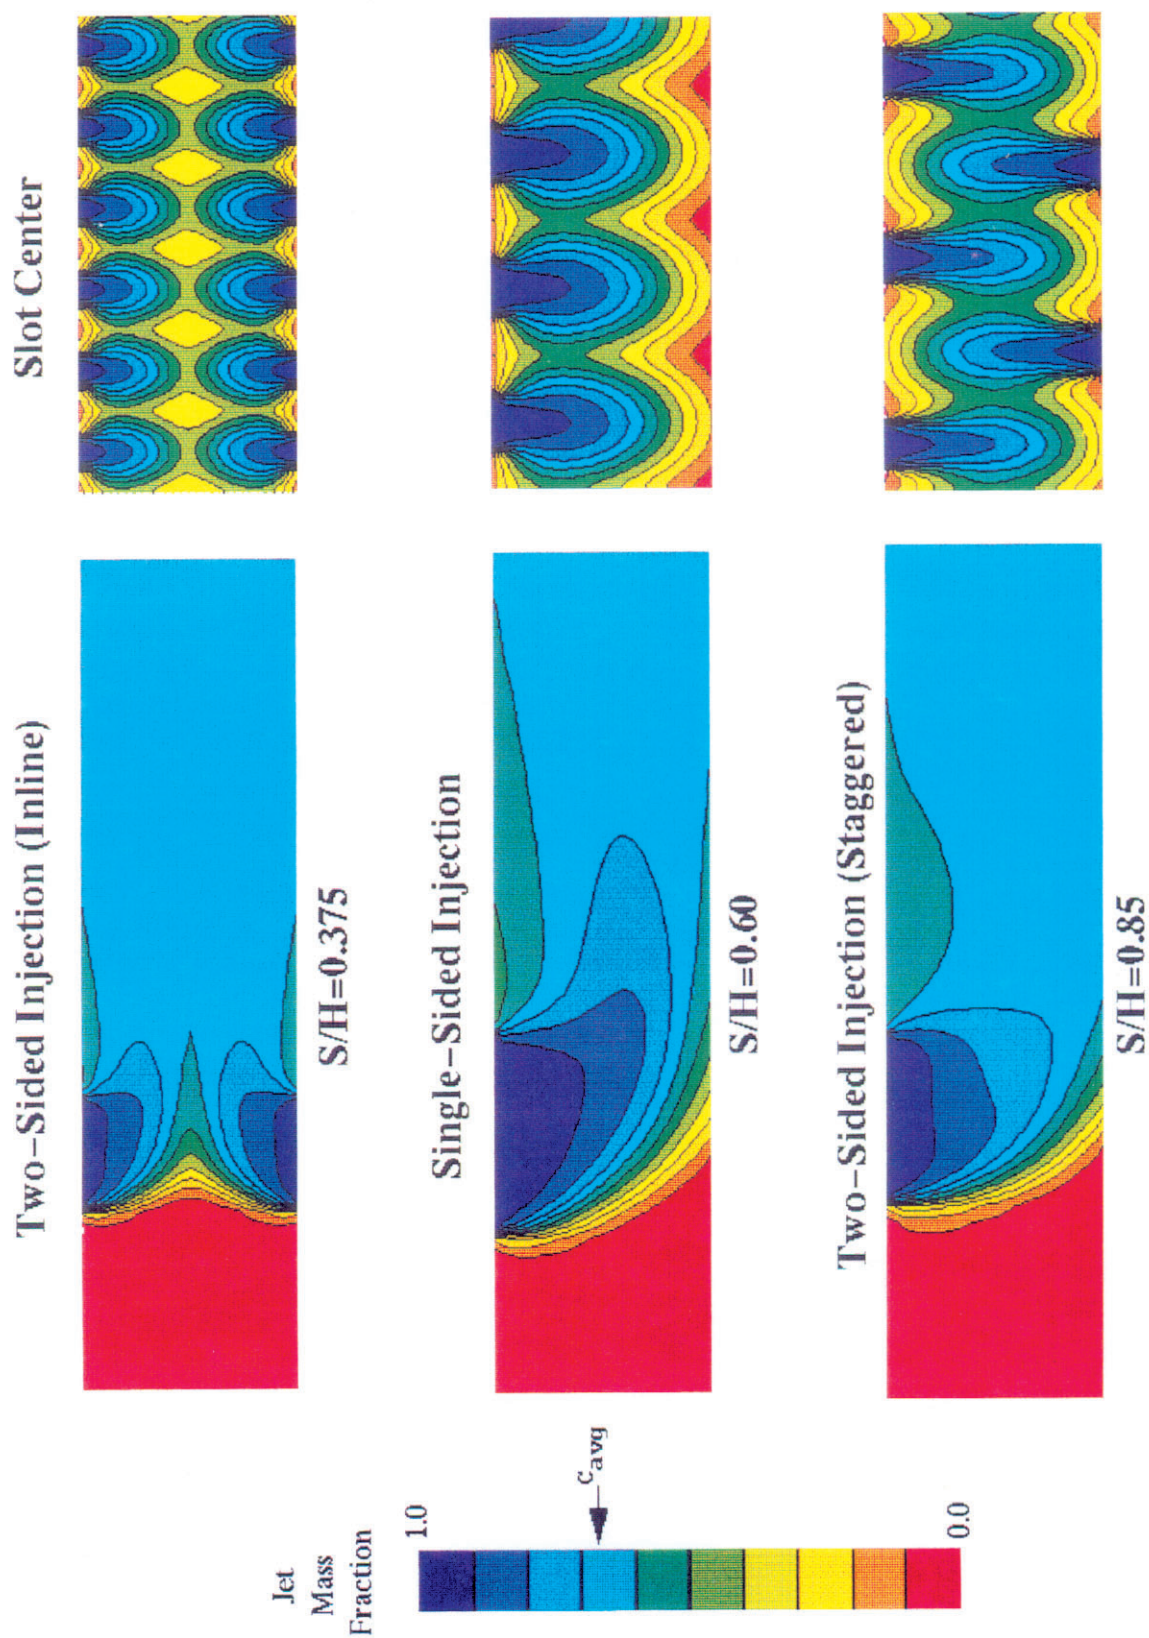 Slot Center
Two-Sided Injection (Inline)
S/H=0.375
Single-Sided Injection
S/H=0.60
Two-Sided Injection (Staggered)
S/H=0.85
Jet
Mass
Fraction
1.0
cavg
0.0